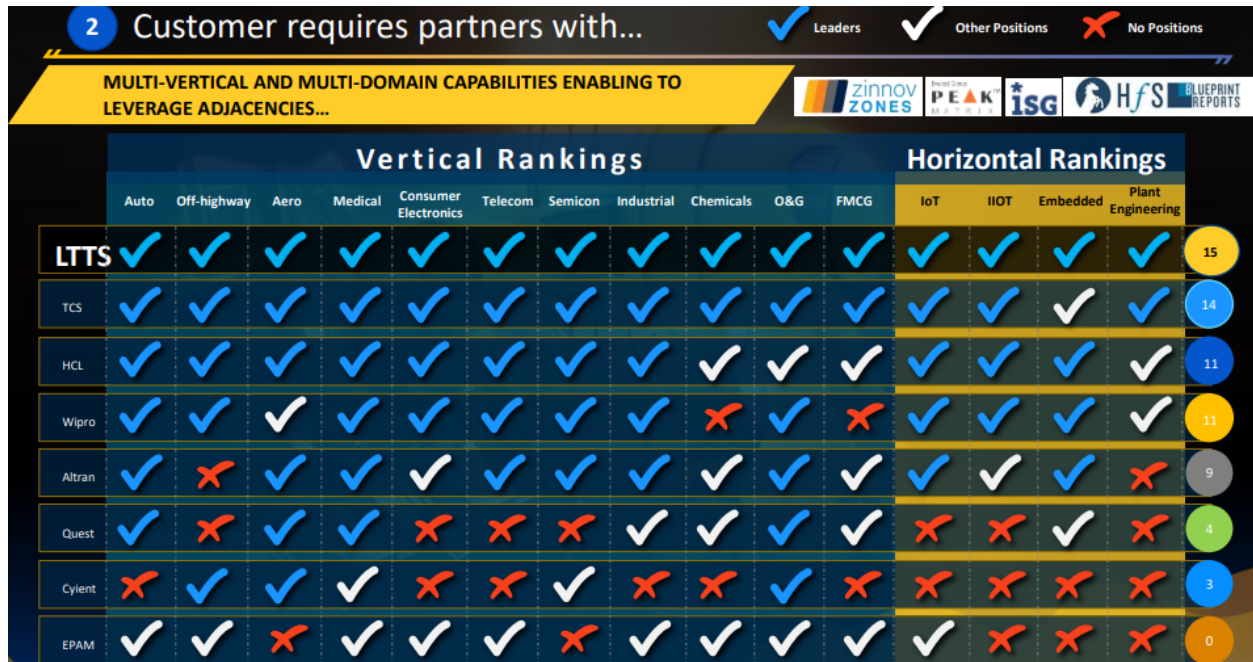 2 Customer requires partners with...
Leaders Other Positions No Positions
MULTI-VERTICAL AND MULTI-DOMAIN CAPABILITIES ENABLING TO
LEVERAGE ADJACENCIES...
zinnov ZONES
Everest Group PEAK MATRIX
iSG
HfS BLUEPRINT REPORTS
Vertical Rankings Horizontal Rankings
Auto Off-highway Aero Medical Consumer Electronics Telecom Semicon Industrial Chemicals O&G FMCG IoT IIOT Embedded Plant Engineering
LTTS 15
TCS 14
HCL 11
Wipro 11
Altran 9
Quest 4
Cyient 3
EPAM 0